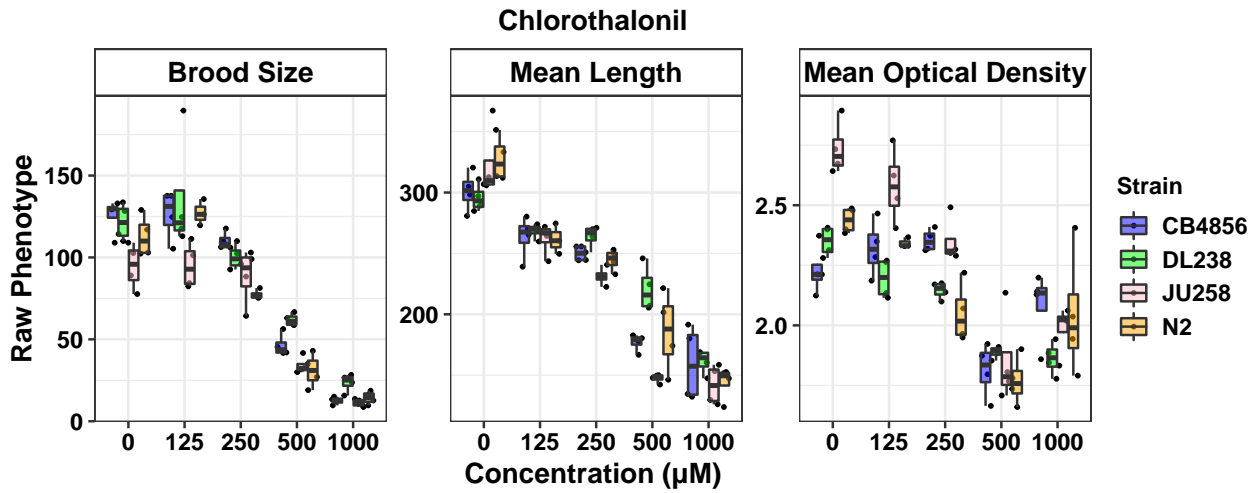 Chlorothalonil
Brood Size
Mean Length
Mean Optical Density
Raw Phenotype
150
100
50
0
300
200
2.5
2.0
0 125 250 500 1000
0 125 250 500 1000
0 125 250 500 1000
Concentration (µM)
Strain
CB4856
DL238
JU258
N2